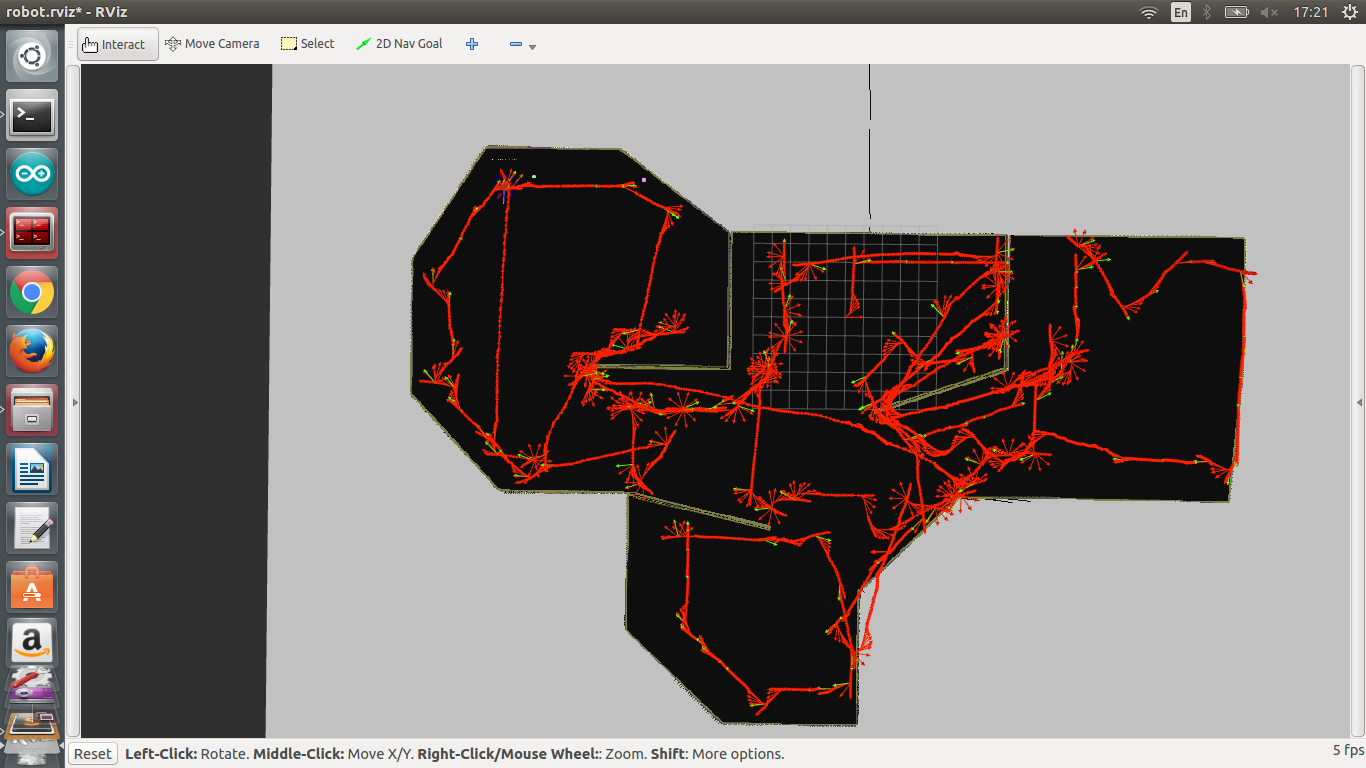 robot.rviz* - RViz
En
17:21
Interact
Move Camera
Select
2D Nav Goal
Reset
Left-Click: Rotate. Middle-Click: Move X/Y. Right-Click/Mouse Wheel:: Zoom. Shift: More options.
5 fps